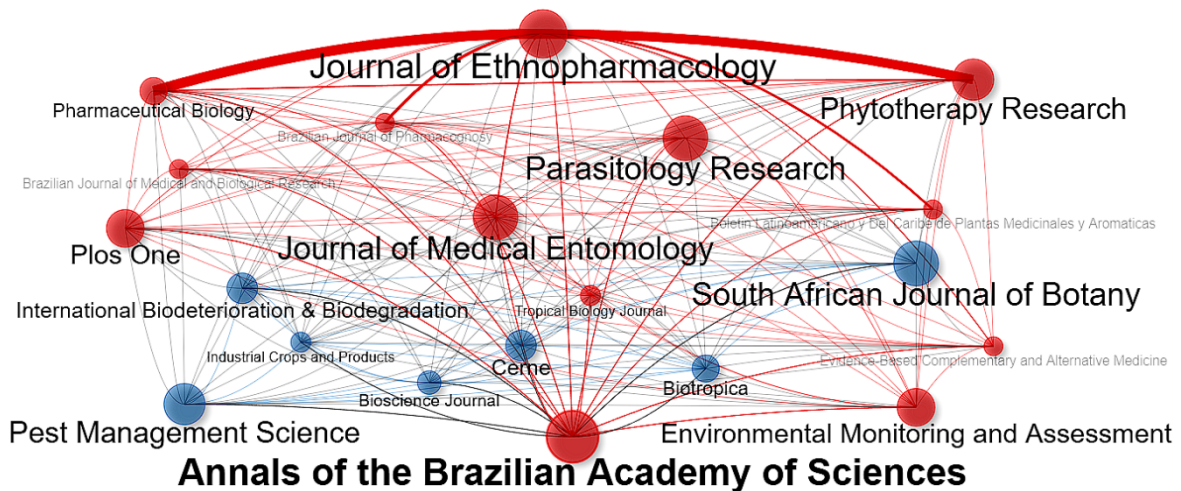 Journal of Ethnopharmacology
Pharmaceutical Biology
Phytotherapy Research
Brazilian Journal of Pharmacognosy
Parasitology Research
Brazilian Journal of Medical and Biological Research
Boletin Latinoamericano y Del Caribe de Plantas Medicinales y Aromaticas
Plos One
Journal of Medical Entomology
South African Journal of Botany
International Biodeterioration & Biodegradation
Tropical Biology Journal
Industrial Crops and Products
Cerne
Evidence-Based Complementary and Alternative Medicine
Biotropica
Bioscience Journal
Pest Management Science
Environmental Monitoring and Assessment
Annals of the Brazilian Academy of Sciences